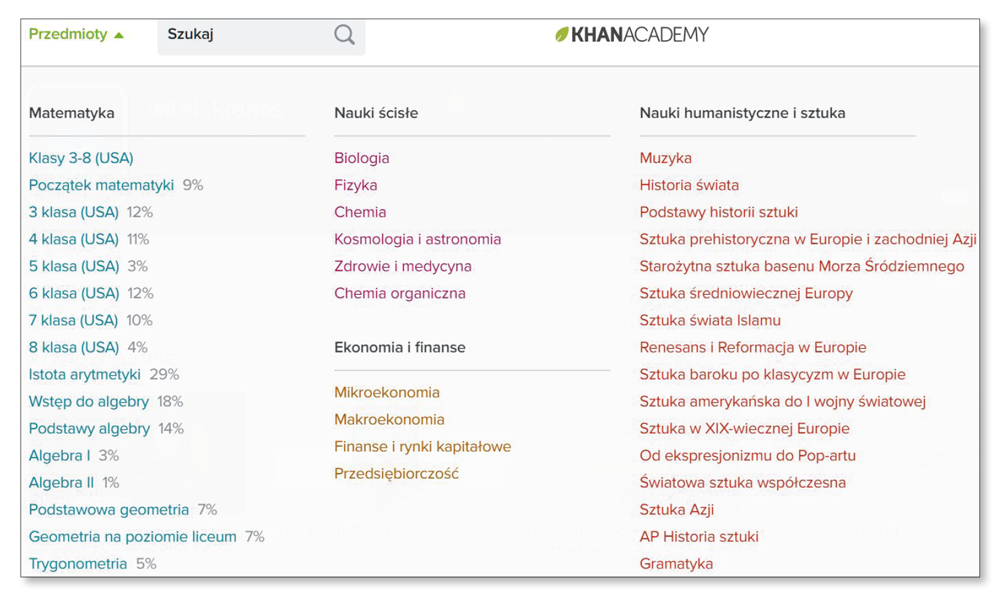 Przedmioty
Szukaj
KHANACADEMY
Matematyka
Klasy 3-8 (USA)
Początek matematyki 9%
3 klasa (USA) 12%
4 klasa (USA) 11%
5 klasa (USA) 3%
6 klasa (USA) 12%
7 klasa (USA) 10%
8 klasa (USA) 4%
Istota arytmetyki 29%
Wstęp do algebry 18%
Podstawy algebry 14%
Algebra I 3%
Algebra II 1%
Podstawowa geometria 7%
Geometria na poziomie liceum 7%
Trygonometria 5%
Nauki ścisłe
Biologia
Fizyka
Chemia
Kosmologia i astronomia
Zdrowie i medycyna
Chemia organiczna
Ekonomia i finanse
Mikroekonomia
Makroekonomia
Finanse i rynki kapitałowe
Przedsiębiorczość
Nauki humanistyczne i sztuka
Muzyka
Historia świata
Podstawy historii sztuki
Sztuka prehistoryczna w Europie i zachodniej Azji
Starożytna sztuka basenu Morza Śródziemnego
Sztuka średniowiecznej Europy
Sztuka świata Islamu
Renesans i Reformacja w Europie
Sztuka baroku po klasycyzm w Europie
Sztuka amerykańska do I wojny światowej
Sztuka w XIX-wiecznej Europie
Od ekspresjonizmu do Pop-artu
Światowa sztuka współczesna
Sztuka Azji
AP Historia sztuki
Gramatyka